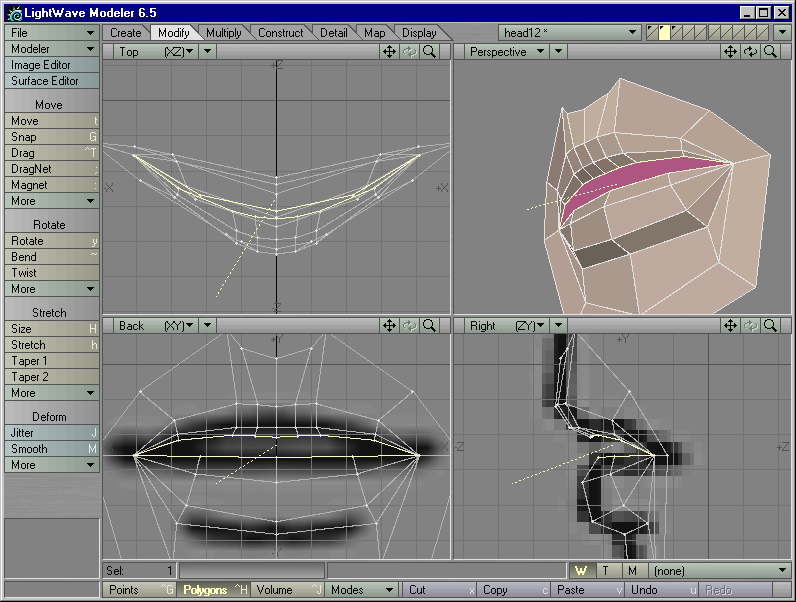 LightWave Modeler 6.5
File
Modeler
Image Editor
Surface Editor
Move
Move t
Snap G
Drag ^T
DragNet ;
Magnet :
More
Rotate
Rotate y
Bend ~
Twist
More
Stretch
Size H
Stretch h
Taper 1
Taper 2
More
Deform
Jitter J
Smooth M
More
Create Modify Multiply Construct Detail Map Display head12 *
Top (XZ)
+Z
-X +X
-Z
Perspective
Back (XY)
+Y
-X
-Y
Right (ZY)
+Y
-Z +Z
-Y
Sel: 1 W T M (none)
Points ^G Polygons ^H Volume ^J Modes Cut x Copy c Paste v Undo u Redo